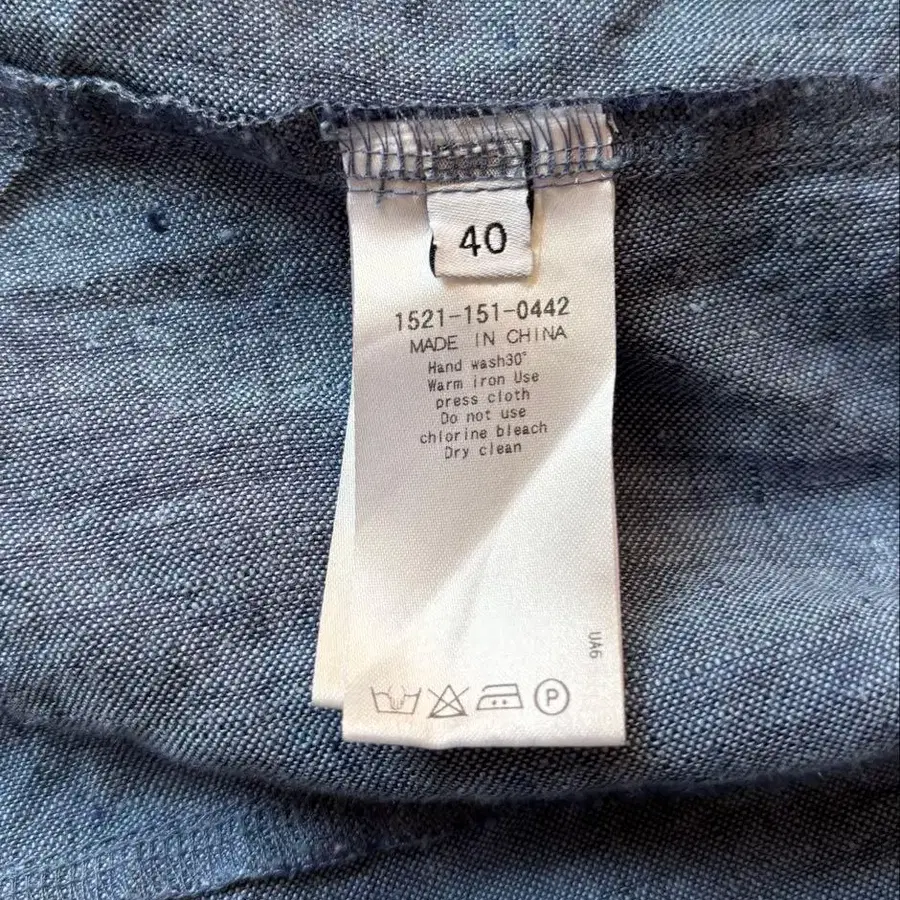 40
1521-151-0442
MADE IN CHINA
Hand wash30°
Warm iron Use
press cloth
Do not use
chlorine bleach
Dry clean
UA6
P